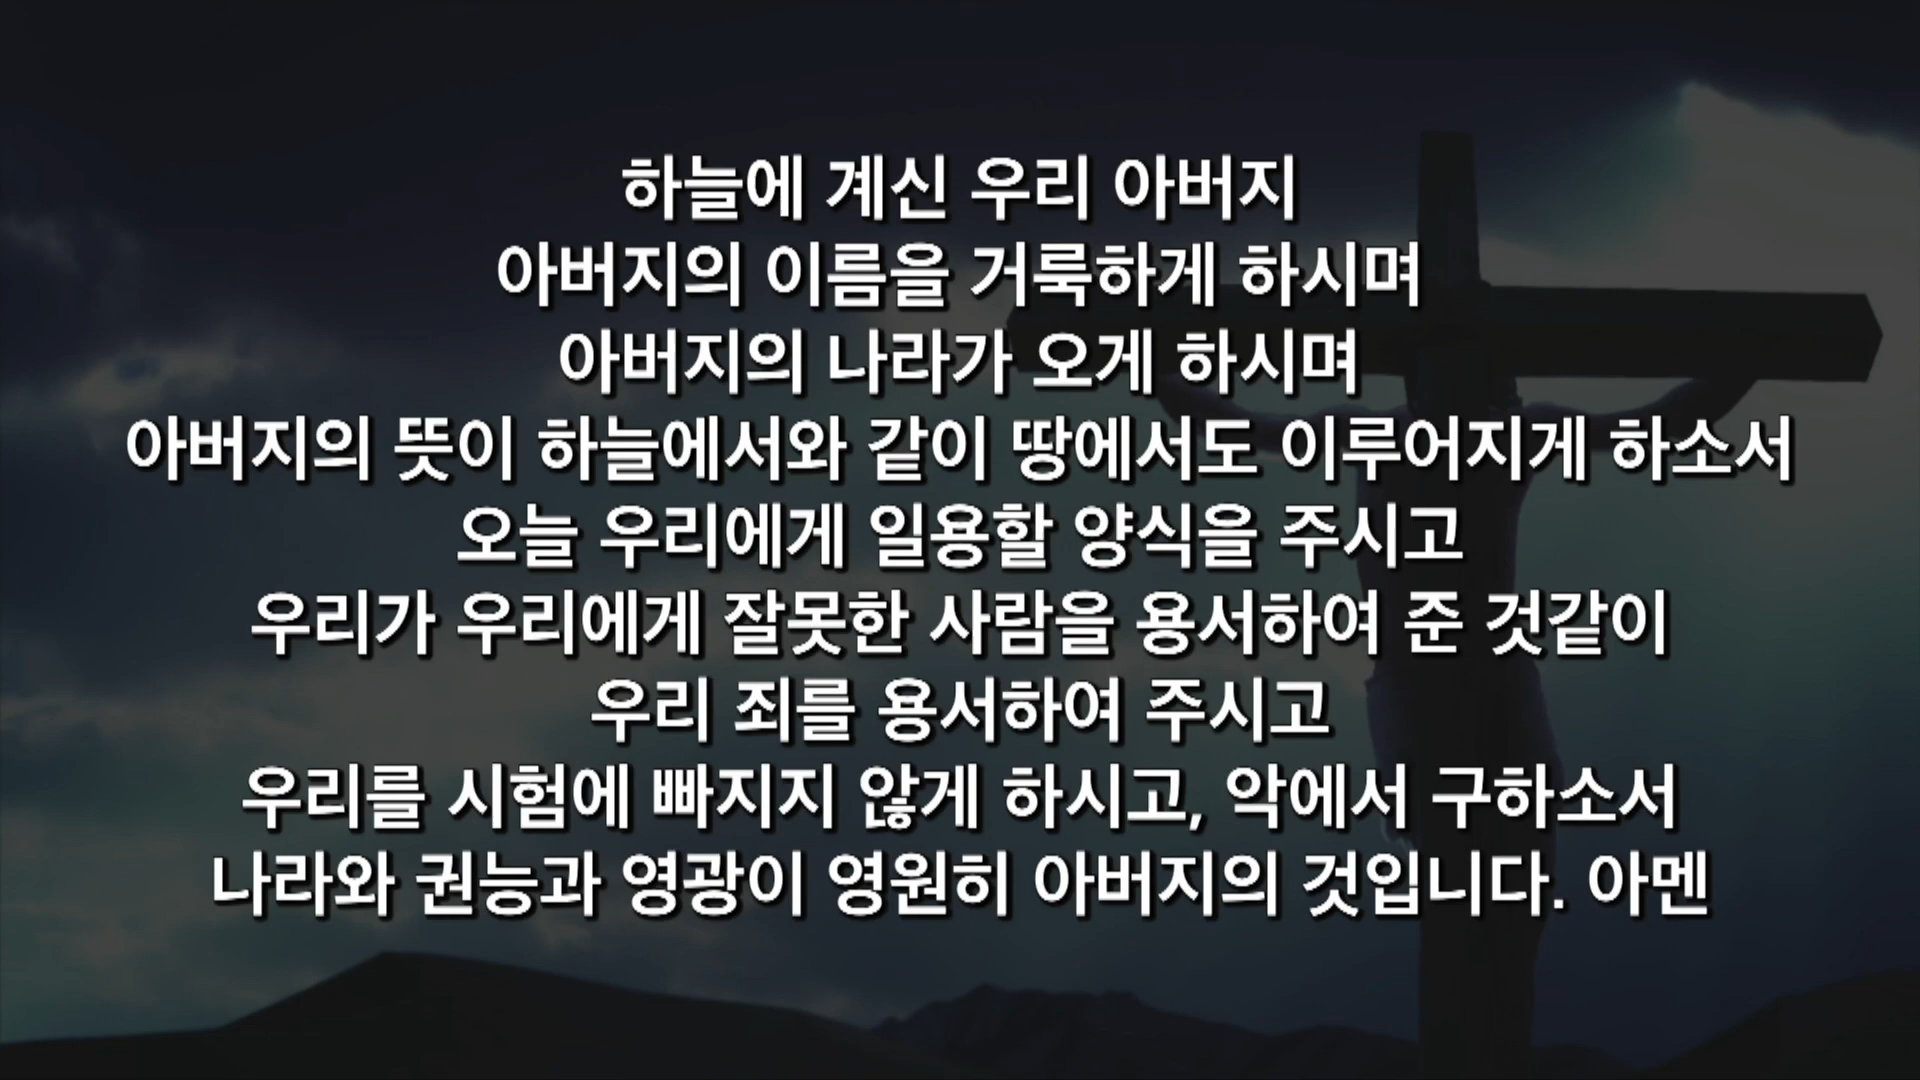 하늘에 계신 우리 아버지
아버지의 이름을 거룩하게 하시며
아버지의 나라가 오게 하시며
아버지의 뜻이 하늘에서와 같이 땅에서도 이루어지게 하소서
오늘 우리에게 일용할 양식을 주시고
우리가 우리에게 잘못한 사람을 용서하여 준 것같이
우리 죄를 용서하여 주시고
우리를 시험에 빠지지 않게 하시고, 악에서 구하소서
나라와 권능과 영광이 영원히 아버지의 것입니다. 아멘